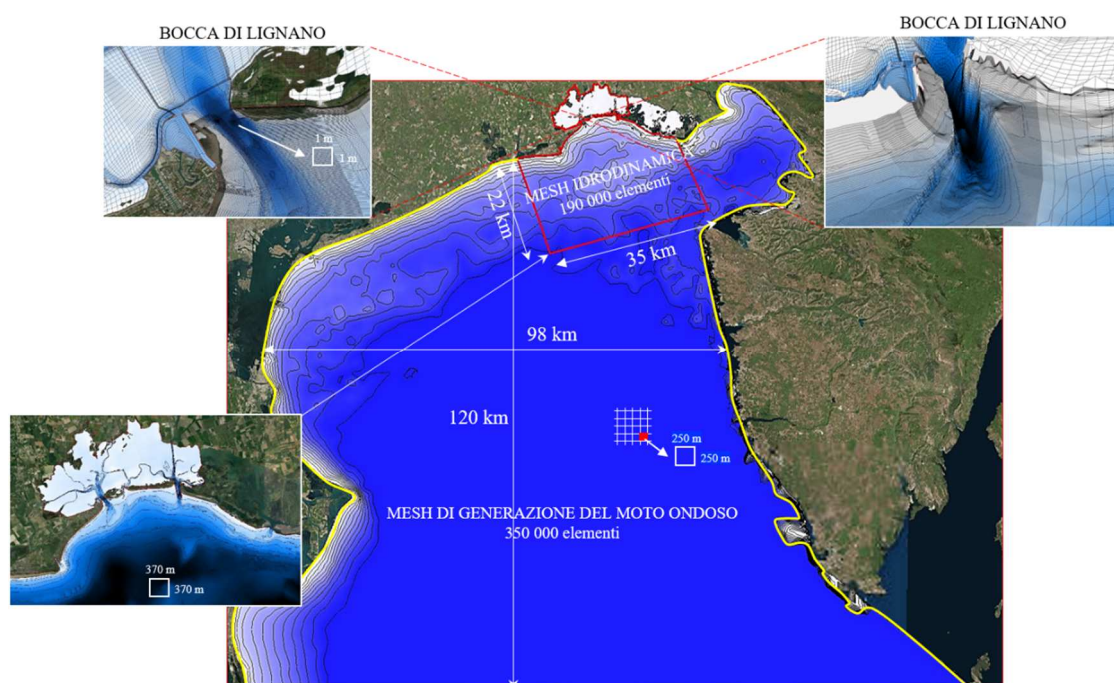 BOCCA DI LIGNANO
BOCCA DI LIGNANO
1 m
1 m
MESH IDRODINAMICA
190 000 elementi
22 km
35 km
98 km
120 km
250 m
250 m
MESH DI GENERAZIONE DEL MOTO ONDOSO
350 000 elementi
370 m
370 m